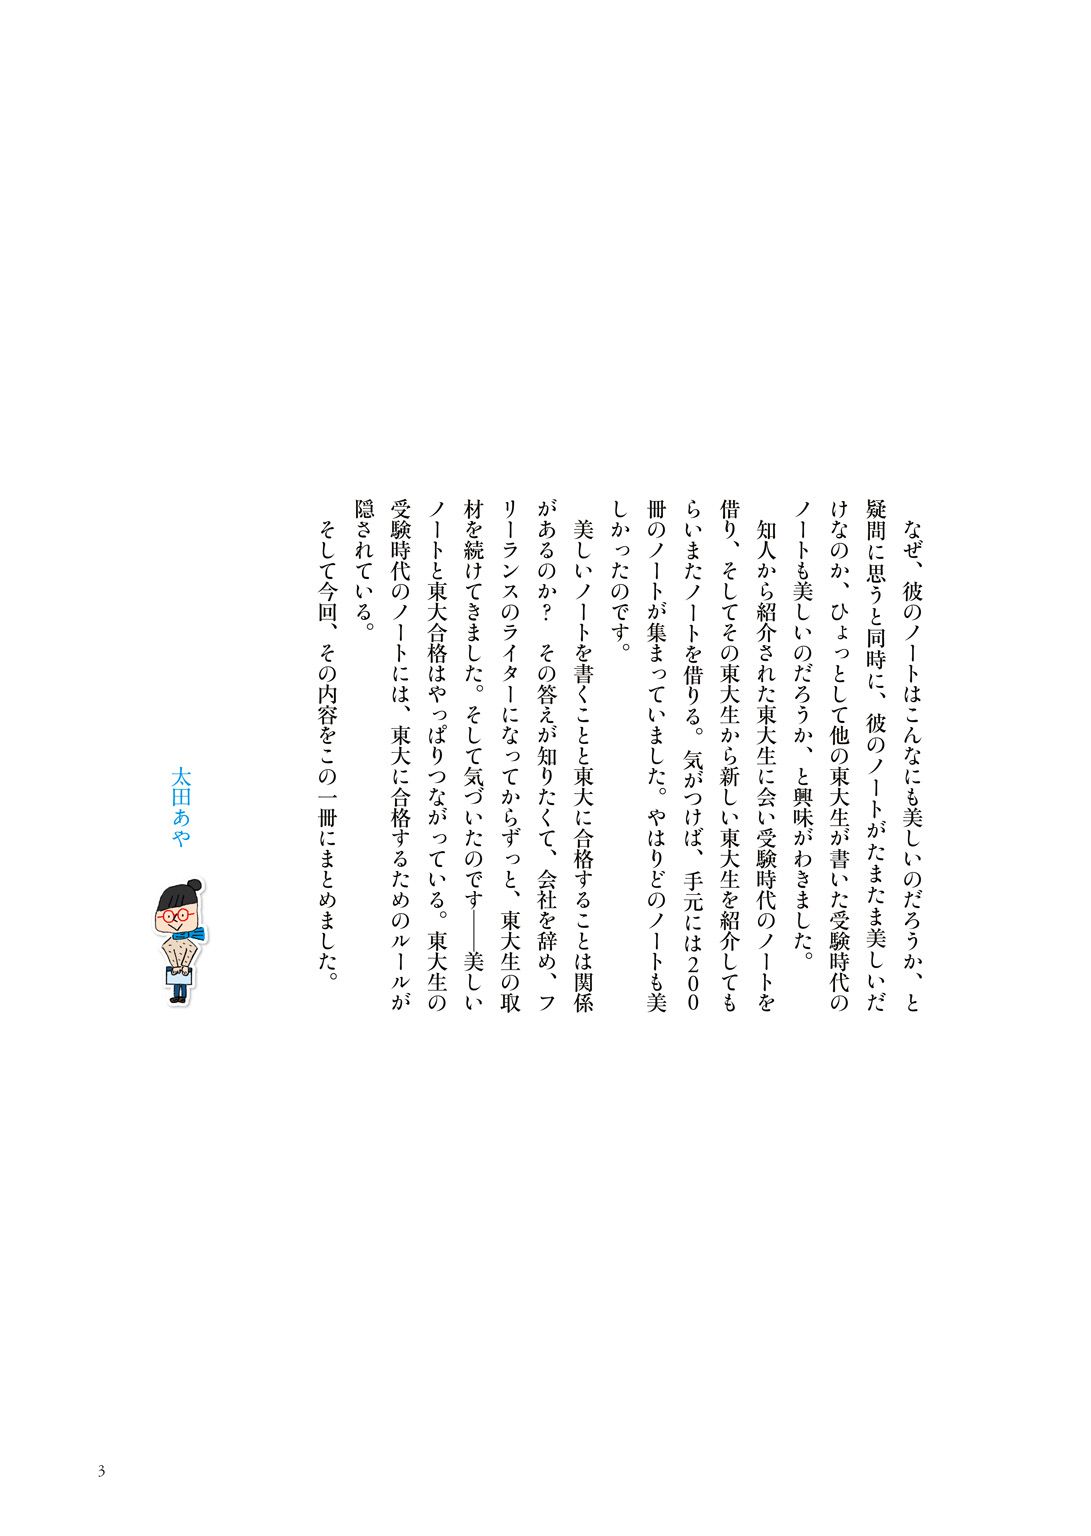 なぜ、彼のノートはこんなにも美しいのだろうか、と
疑問に思うと同時に、彼のノートがたまたま美しいだ
けなのか、ひょっとして他の東大生が書いた受験時代の
ノートも美しいのだろうか、と興味がわきました。
知人から紹介された東大生に会い受験時代のノートを
借り、そしてその東大生から新しい東大生を紹介しても
らいまたノートを借りる。気がつけば、手元には200
冊のノートが集まっていました。やはりどのノートも美
しかったのです。
美しいノートを書くことと東大に合格することは関係
があるのか？　その答えが知りたくて、会社を辞め、フ
リーランスのライターになってからずっと、東大生の取
材を続けてきました。そして気づいたのです――美しい
ノートと東大合格はやっぱりつながっている。東大生の
受験時代のノートには、東大に合格するためのルールが
隠されている。
そして今回、その内容をこの一冊にまとめました。
太田あや
3